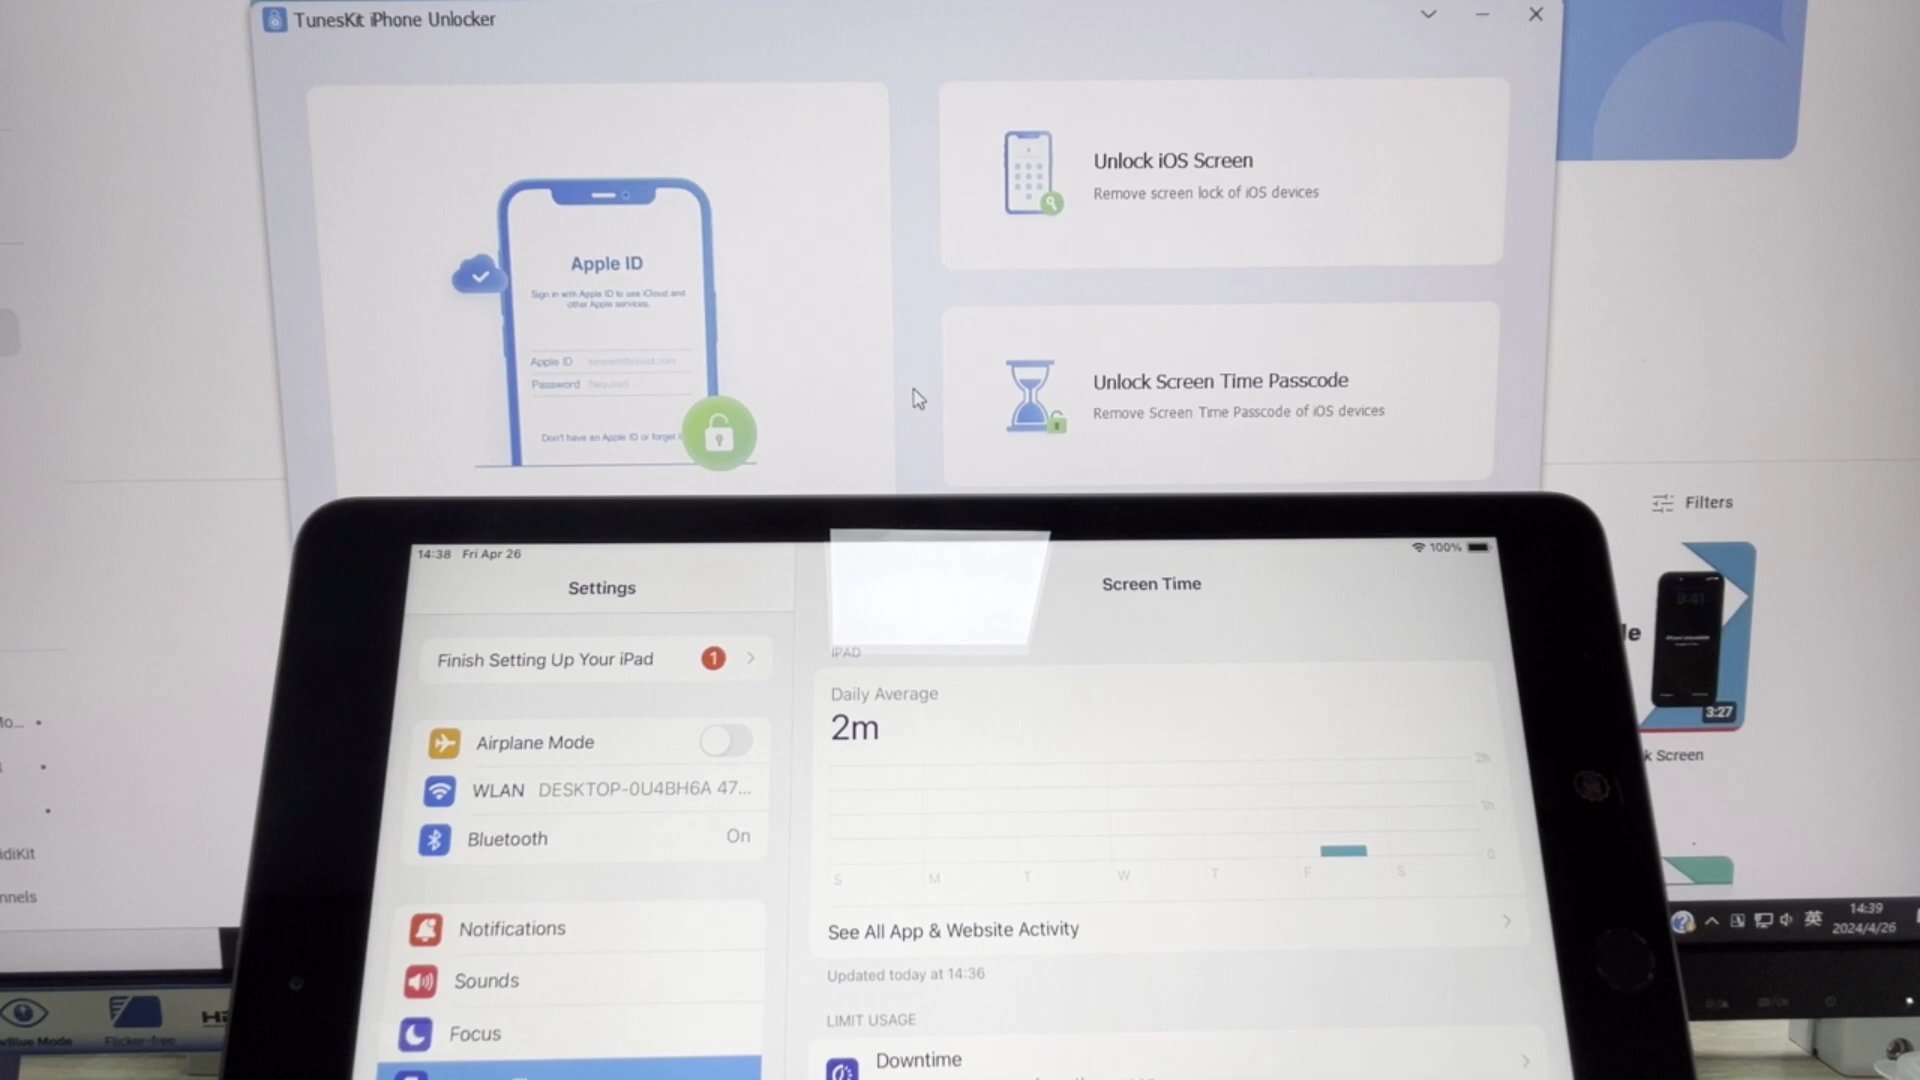 TunesKit iPhone Unlocker
Apple ID
Sign in with Apple ID to use iCloud and
other Apple services.
Apple ID
Password Required
Don't have an Apple ID or forget
Unlock iOS Screen
Remove screen lock of iOS devices
Unlock Screen Time Passcode
Remove Screen Time Passcode of iOS devices
Filters
le
3:27
k Screen
idiKit
nnels
14:39
2024/4/26
英
Flicker-free
14:38 Fri Apr 26
100%
Settings
Finish Setting Up Your iPad
1
Airplane Mode
WLAN DESKTOP-0U4BH6A 47...
Bluetooth On
Notifications
Sounds
Focus
Screen Time
IPAD
Daily Average
2m
2h
1h
0
S M T W T F S
See All App & Website Activity
Updated today at 14:36
LIMIT USAGE
Downtime